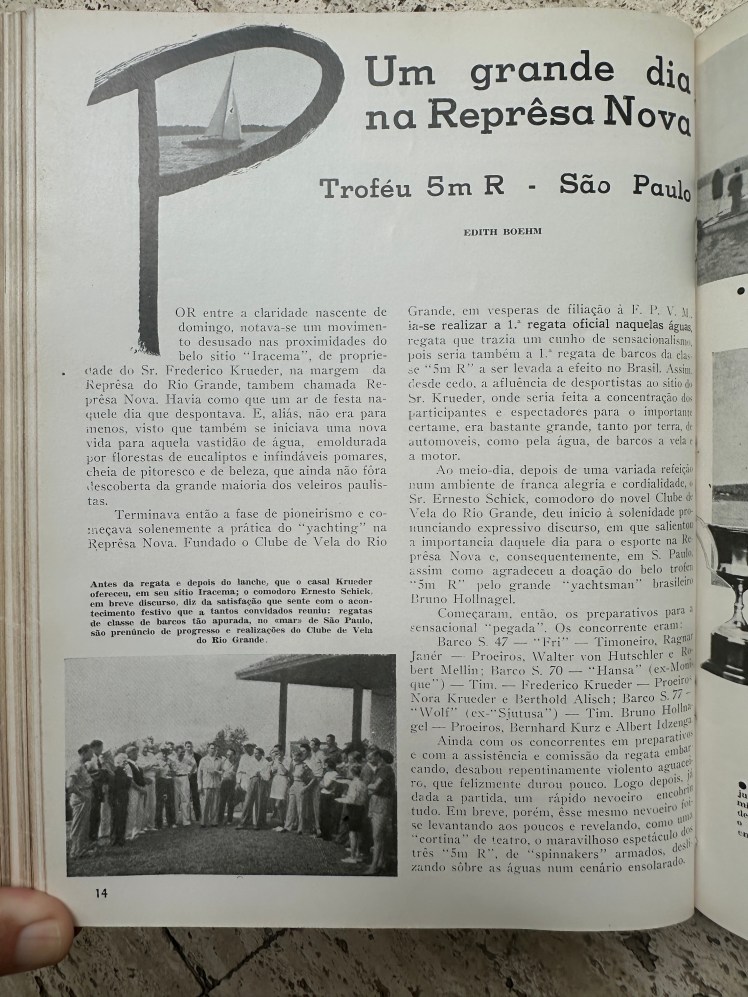 Um grande dia
na Reprêsa Nova
Troféu 5m R - São Paulo
EDITH BOEHM
POR entre a claridade nascente de
domingo, notava-se um movimen-
to desusado nas proximidades do
belo sitio "Iracema", de proprie-
dade do Sr. Frederico Krueder, na margem da
Reprêsa do Rio Grande, tambem chamada Re-
prêsa Nova. Havia como que um ar de festa na-
quele dia que despontava. E, aliás, não era para
menos, visto que também se iniciava uma nova
vida para aquela vastidão de água, emoldurada
por florestas de eucaliptos e infindáveis pomares,
cheia de pitoresco e de beleza, que ainda não fôra
descoberta da grande maioria dos veleiros paulis-
tas.
Terminava então a fase de pioneirismo e co-
meçava solenemente a prática do "yachting" na
Reprêsa Nova. Fundado o Clube de Vela do Rio
Antes da regata e depois do lanche, que o casal Krueder
ofereceu, em seu sítio Iracema; o comodoro Ernesto Schick,
em breve discurso, diz da satisfação que sente com o acon-
tecimento festivo que a tantos convidados reuniu: regatas
de classe de barcos tão apurada, no «mar» de São Paulo,
são prenúncio de progresso e realizações do Clube de Vela
do Rio Grande
14
Grande, em vesperas de filiação à F. P. V. M.,
ia-se realizar a 1.ª regata oficial naquelas águas,
regata que trazia um cunho de sensacionalismo,
pois seria também a 1.ª regata de barcos da clas-
se "5m R" a ser levada a efeito no Brasil. Assim,
desde cedo, a afluência de desportistas ao sítio do
Sr. Krueder, onde seria feita a concentração dos
participantes e espectadores para o importante
certame, era bastante grande, tanto por terra, de
automoveis, como pela água, de barcos a vela e
a motor.
Ao meio-dia, depois de uma variada refeição
num ambiente de franca alegria e cordialidade, o
Sr. Ernesto Schick, comodoro do novel Clube de
Vela do Rio Grande, deu início à solenidade pro-
nunciando expressivo discurso, em que salientou
a importancia daquele dia para o esporte na Re-
prêsa Nova e, consequentemente, em S. Paulo,
assim como agradeceu a doação do belo trofeu
"5m R" pelo grande "yachtsman" brasileiro
Bruno Hollnagel.
Começaram, então, os preparativos para a
sensacional "pegada". Os concorrente eram:
Barco S. 47 — "Fri" — Timoneiro, Ragnar
Janér — Proeiros, Walter von Hutschler e Ro-
bert Mellin; Barco S. 70 — "Hansa" (ex-Moni-
que") — Tim. — Frederico Krueder — Proeiros
Nora Krueder e Berthold Alisch; Barco S. 77 —
"Wolf" (ex-"Sjutusa") — Tim. Bruno Hollna-
gel — Proeiros, Bernhard Kurz e Albert Idzenga.
Ainda com os concorrentes em preparativos
e com a assistência e comissão da regata embar-
cando, desabou repentinamente violento aguacei-
ro, que felizmente durou pouco. Logo depois, já
dada a partida, um rápido nevoeiro encobriu
tudo. Em breve, porém, êsse mesmo nevoeiro foi-
se levantando aos poucos e revelando, como uma
"cortina" de teatro, o maravilhoso espetáculo dos
três "5m R", de "spinnakers" armados, desli-
zando sôbre as águas num cenário ensolarado.